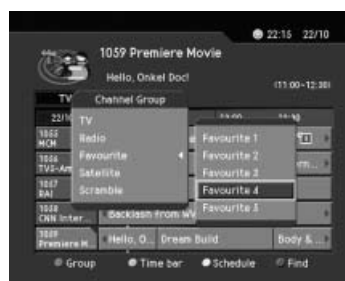 22:15 22/10
1059 Premiere Movie
Hello, Onkel Doc!
(11:00~12:30)
TV
Channel Group
22/10
TV
Radio
Favourite
Satellite
Scramble
Favourite 1
Favourite 2
Favourite 3
Favourite 4
Favourite 5
1055
MCM
1056
TV5-Am
1057
RAI
1058
CNN Inter...
Backlash from WV
1059
Premiere M...
Hello, O... Dream Build Body & ...
Group Time bar Schedule Find